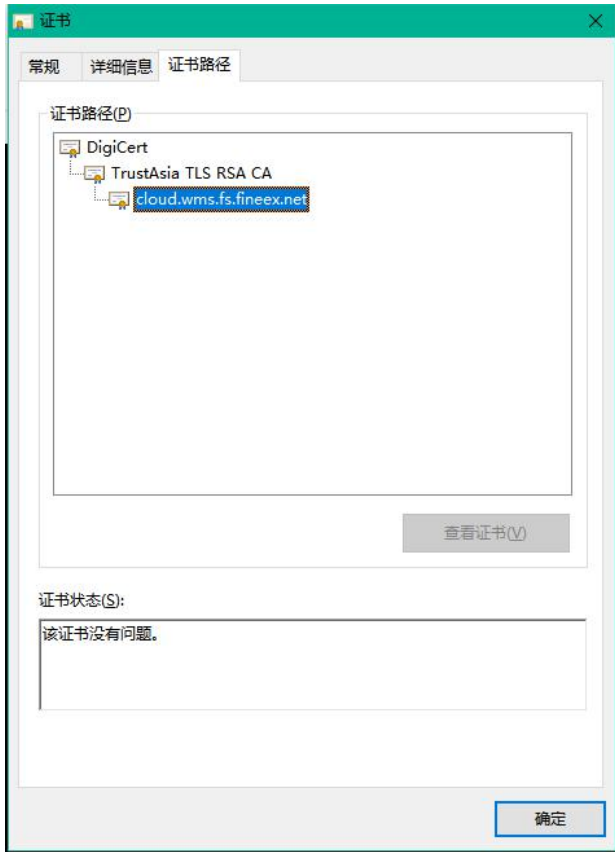 证书
常规 详细信息 证书路径
证书路径(P)
DigiCert
TrustAsia TLS RSA CA
cloud.wms.fs.fineex.net
查看证书(V)
证书状态(S):
该证书没有问题。
确定